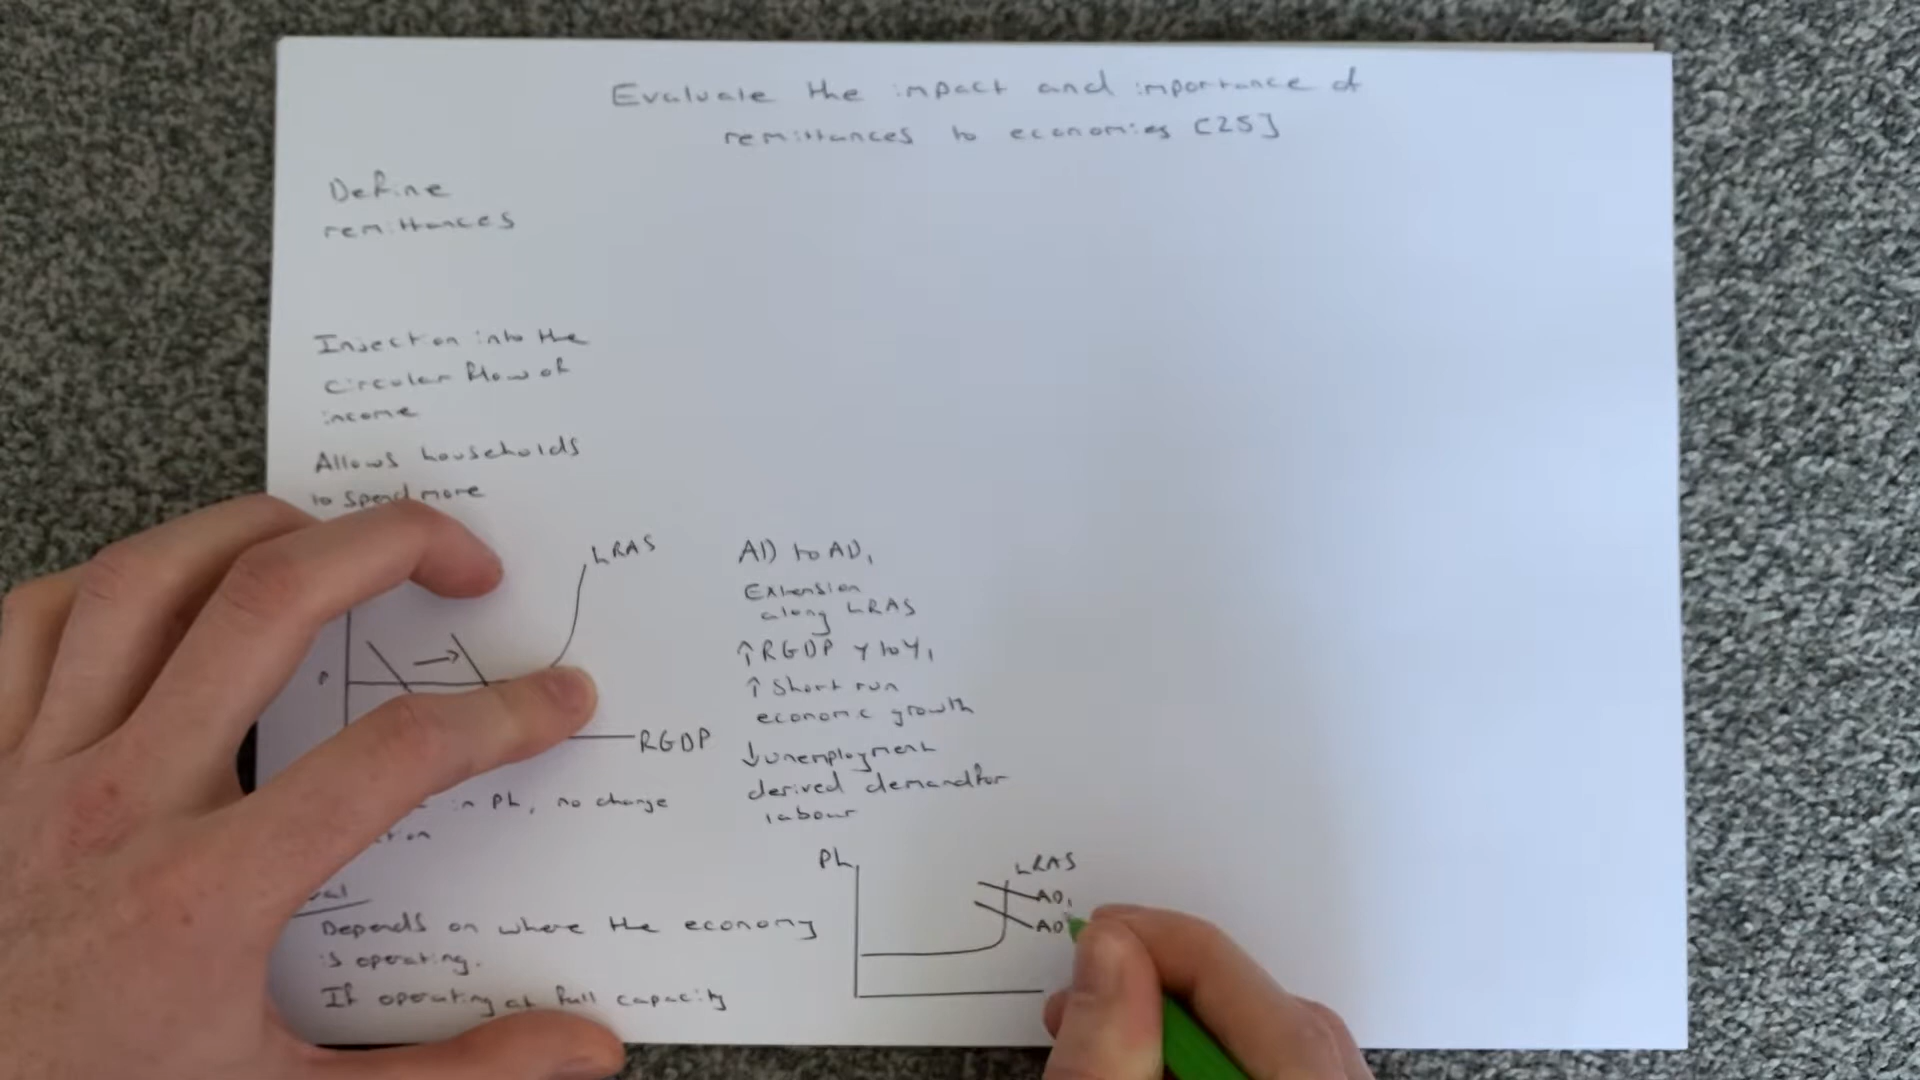 Evaluate the impact and importance of
remittances to economies [25]
Define
remittances
Injection into the
circular flow of
income
Allows households
to spend more
LRAS
P
RGDP
in PL, no change
AD to AD₁
Extension
along LRAS
↑RGDP Y to Y₁
↑ Short run
economic growth
↓unemployment
derived demand for
labour
Depends on where the economy
is operating.
If operating at full capacity
PL
LRAS
AD₁
AD